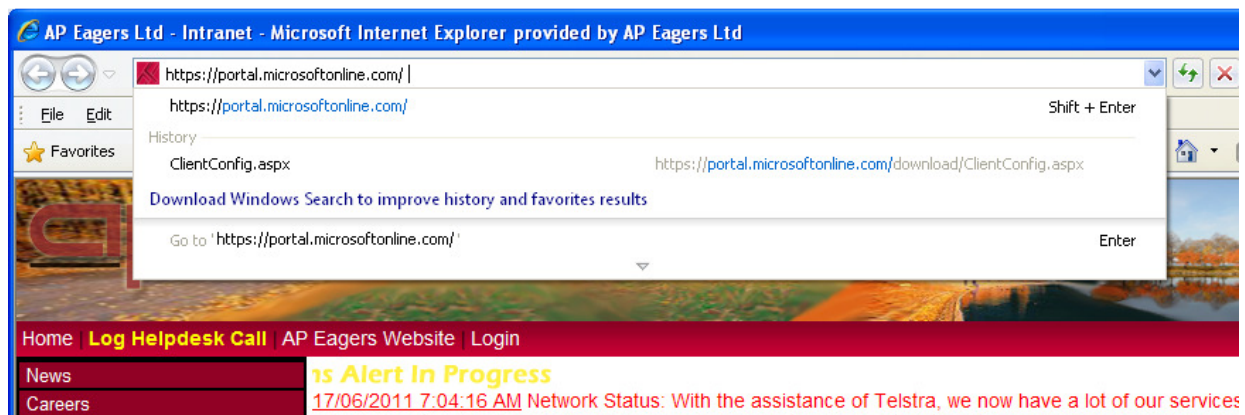 AP Eagers Ltd - Intranet - Microsoft Internet Explorer provided by AP Eagers Ltd
https://portal.microsoftonline.com/
File Edit
https://portal.microsoftonline.com/ Shift + Enter
History
Favorites
ClientConfig.aspx https://portal.microsoftonline.com/download/ClientConfig.aspx
Download Windows Search to improve history and favorites results
Go to 'https://portal.microsoftonline.com/ ' Enter
Home | Log Helpdesk Call | AP Eagers Website | Login
News
Alert In Progress
Careers
17/06/2011 7:04:16 AM Network Status: With the assistance of Telstra, we now have a lot of our services